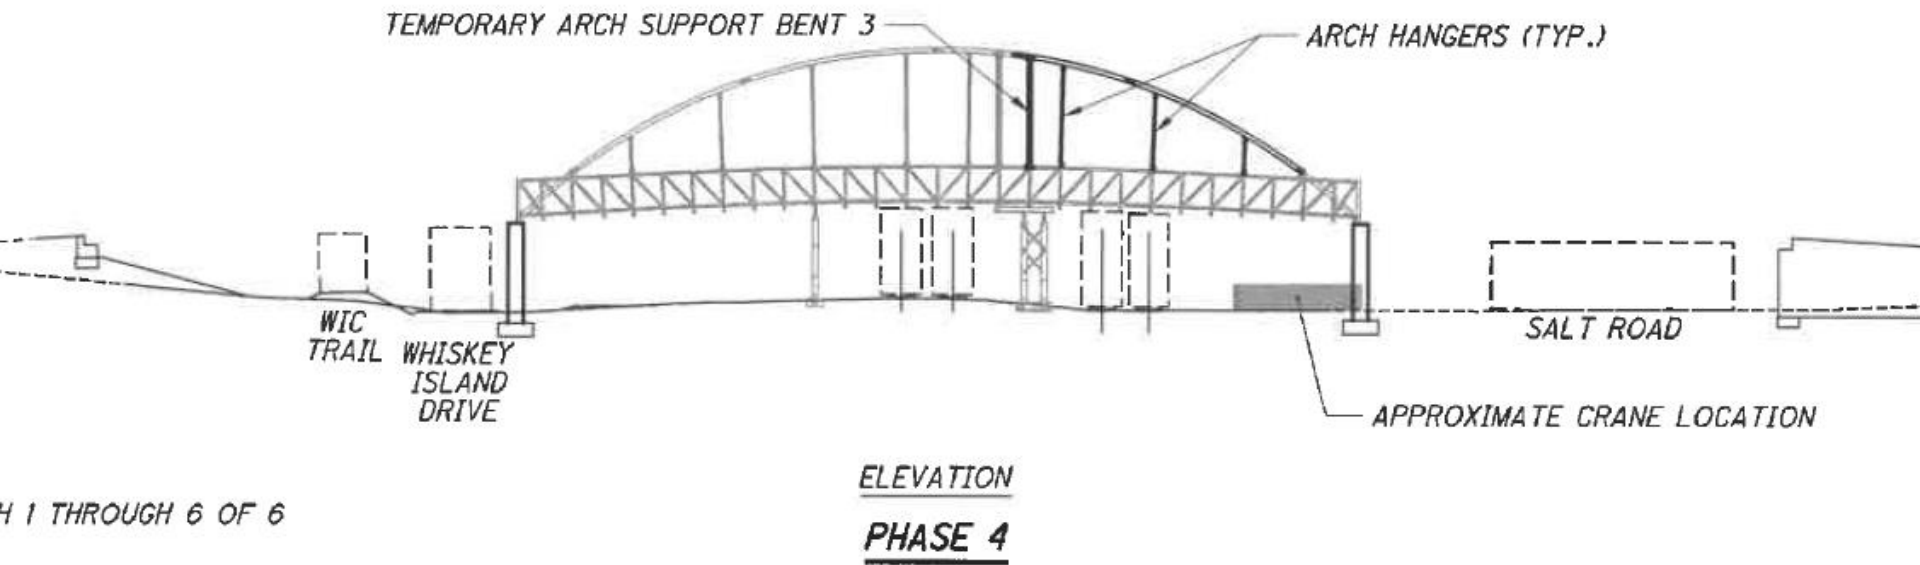 TEMPORARY ARCH SUPPORT BENT 3
ARCH HANGERS (TYP.)
WIC
TRAIL
WHISKEY
ISLAND
DRIVE
SALT ROAD
APPROXIMATE CRANE LOCATION
ELEVATION
H 1 THROUGH 6 OF 6
PHASE 4